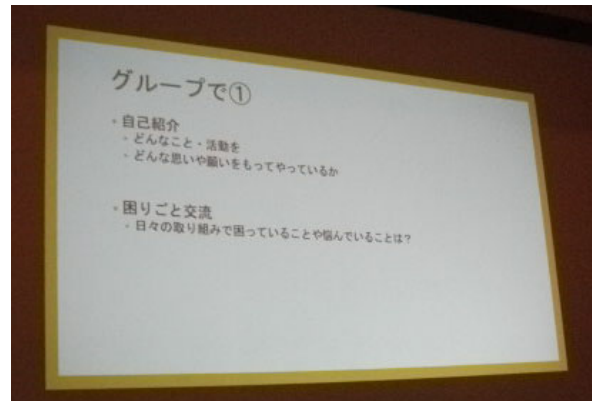 グループで①
・自己紹介
・どんなこと・活動を
・どんな思いや願いをもってやっているか
・困りごと交流
・日々の取り組みで困っていることや悩んでいることは？